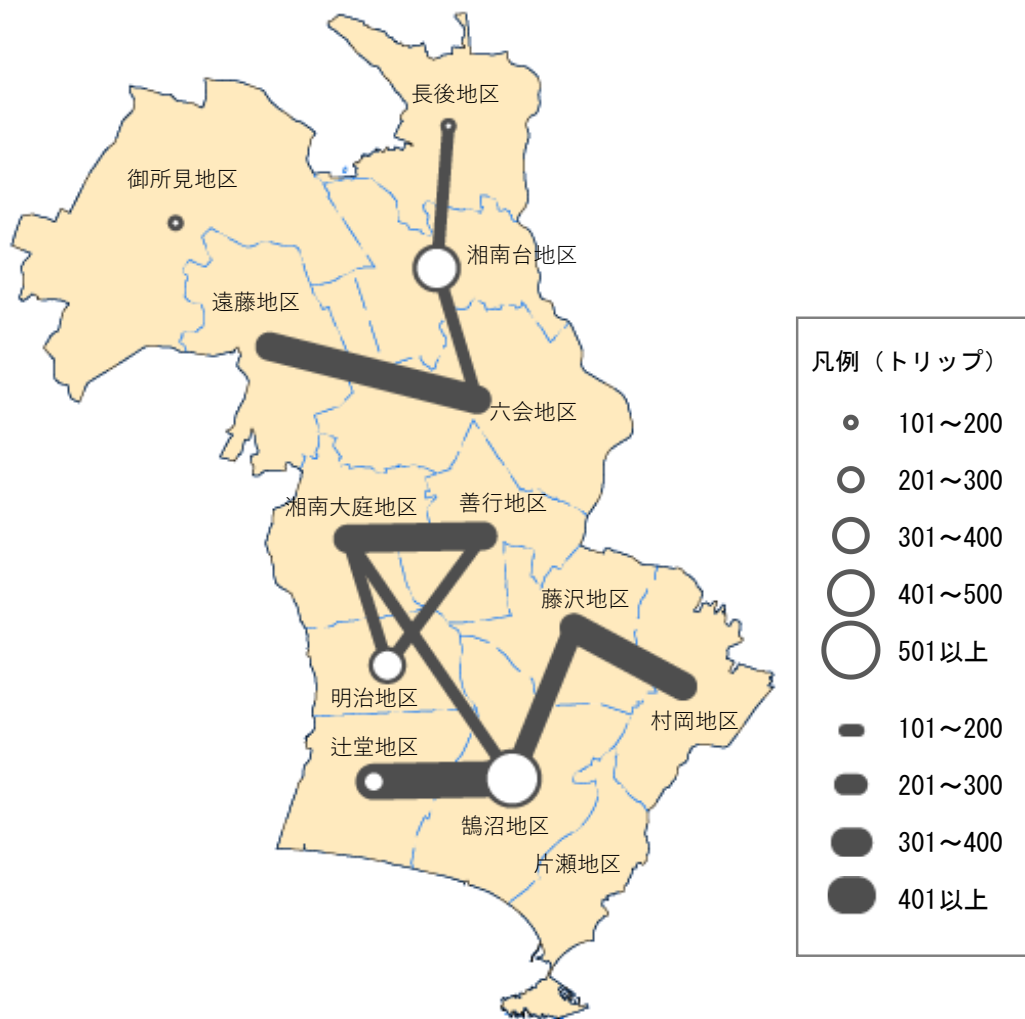 長後地区
御所見地区
湘南台地区
遠藤地区
六会地区
湘南大庭地区
善行地区
藤沢地区
明治地区
村岡地区
辻堂地区
鵠沼地区
片瀬地区
凡例（トリップ）
101～200
201～300
301～400
401～500
501以上
101～200
201～300
301～400
401以上